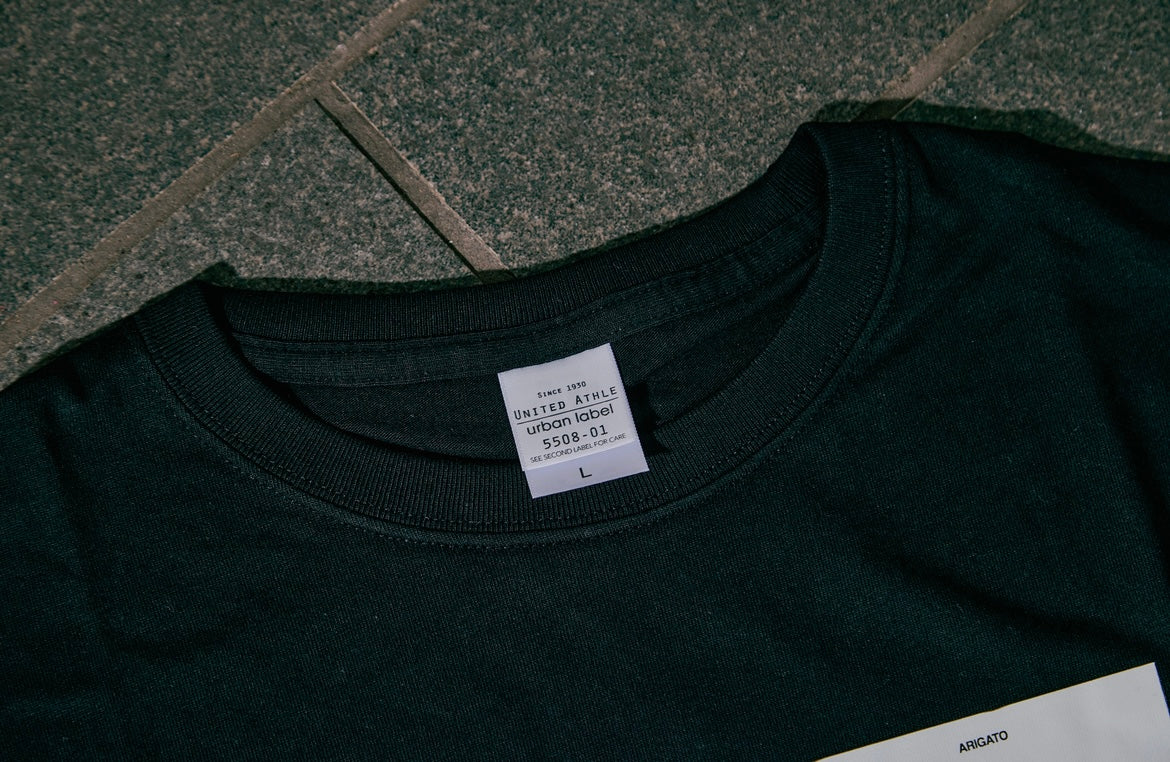 SINCE 1930
UNITED ATHLE
urban label
5508-01
SEE SECOND LABEL FOR CARE
L
ARIGATO